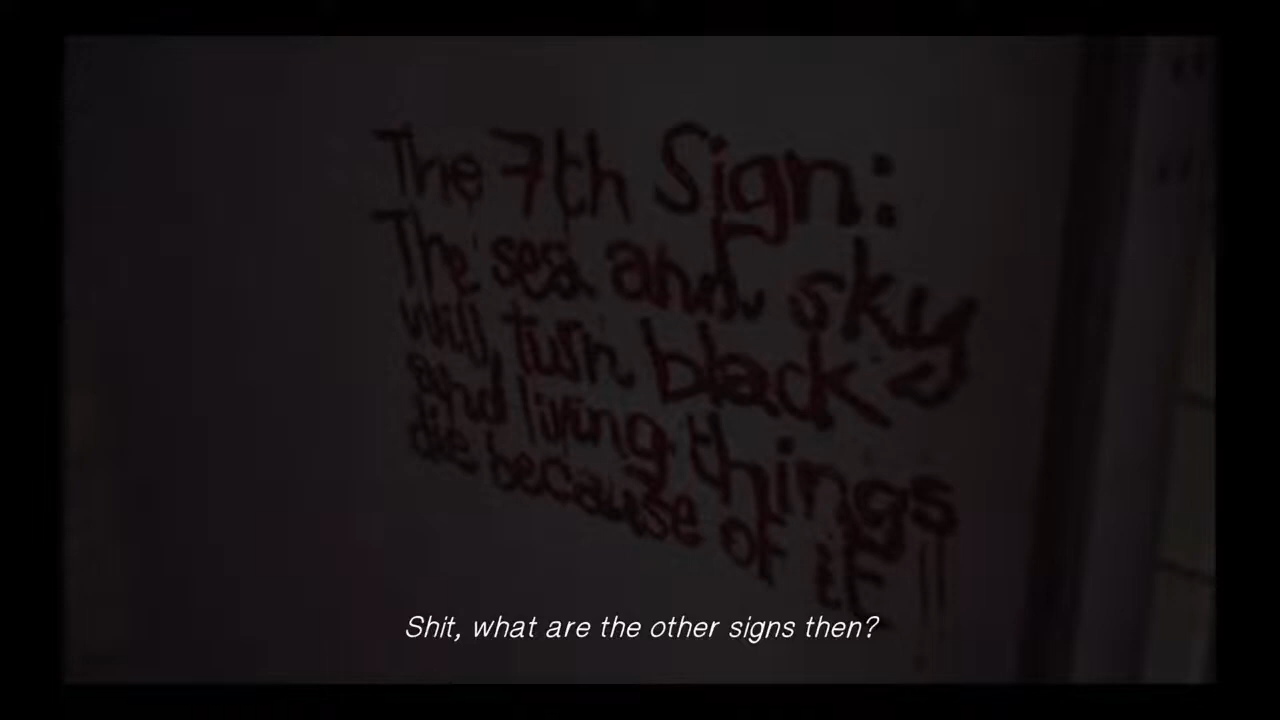 The 7th Sign:
The sea and sky
will turn black
and living things
die because of it
Shit, what are the other signs then?